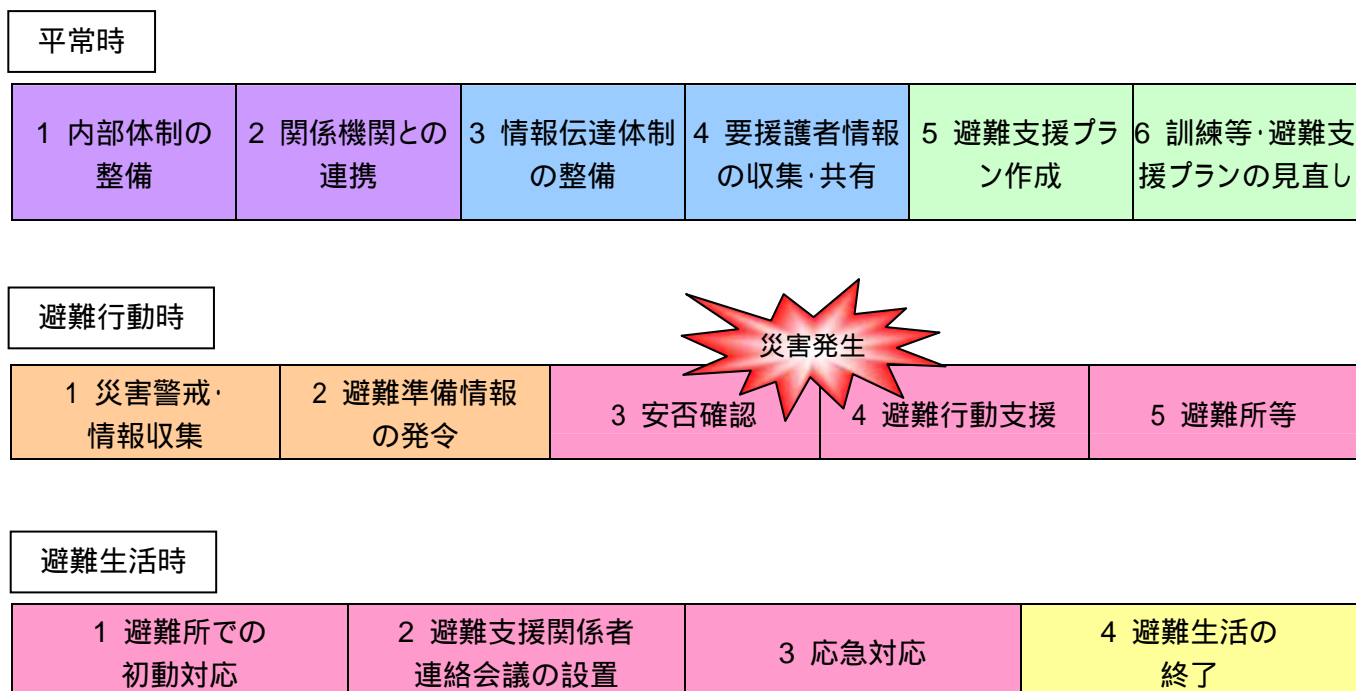 平常時
1 内部体制の
整備
2 関係機関との
連携
3 情報伝達体制
の整備
4 要援護者情報
の収集・共有
5 避難支援プラ
ン作成
6 訓練等・避難支
援プランの見直し
避難行動時
災害発生
1 災害警戒・
情報収集
2 避難準備情報
の発令
3 安否確認
4 避難行動支援
5 避難所等
避難生活時
1 避難所での
初動対応
2 避難支援関係者
連絡会議の設置
3 応急対応
4 避難生活の
終了